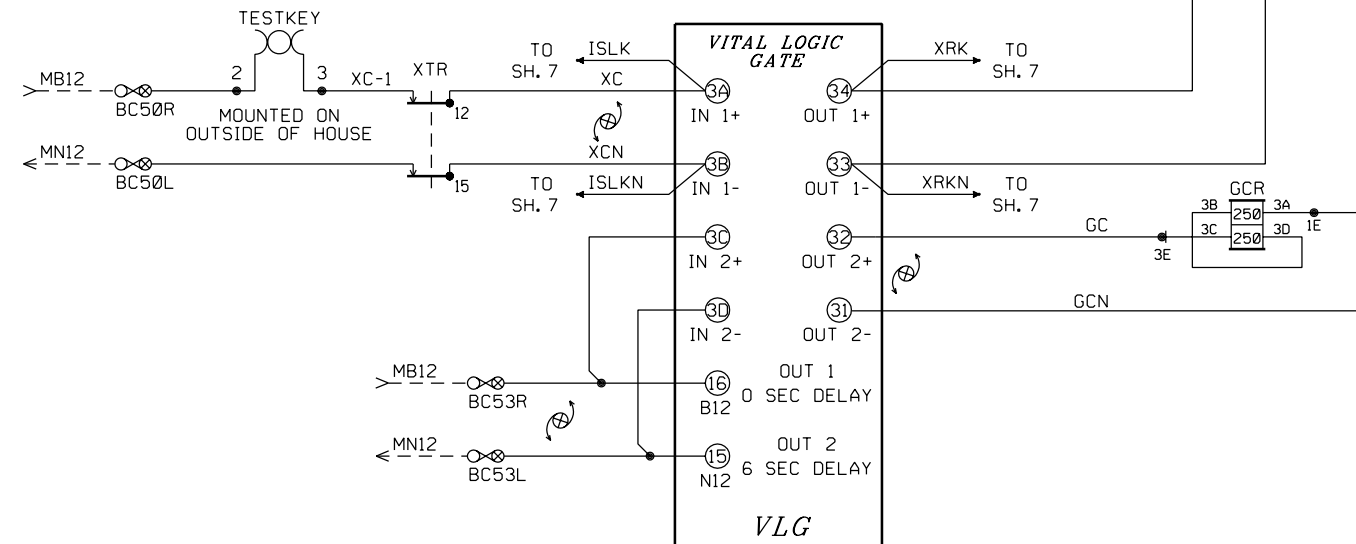 TESTKEY
MB12
BC50R
2
3
XC-1
XTR
12
MOUNTED ON
OUTSIDE OF HOUSE
MN12
BC50L
15
TO
SH. 7
ISLK
XC
XCN
TO
SH. 7
ISLKN
VITAL LOGIC
GATE
3A
IN 1+
3B
IN 1-
3C
IN 2+
3D
IN 2-
34
OUT 1+
33
OUT 1-
32
OUT 2+
31
OUT 2-
XRK
TO
SH. 7
XRKN
TO
SH. 7
GC
3E
GCR
3B
250
3A
3C
250
3D
1E
GCN
MB12
BC53R
16
B12
OUT 1
0 SEC DELAY
MN12
BC53L
15
N12
OUT 2
6 SEC DELAY
VLG